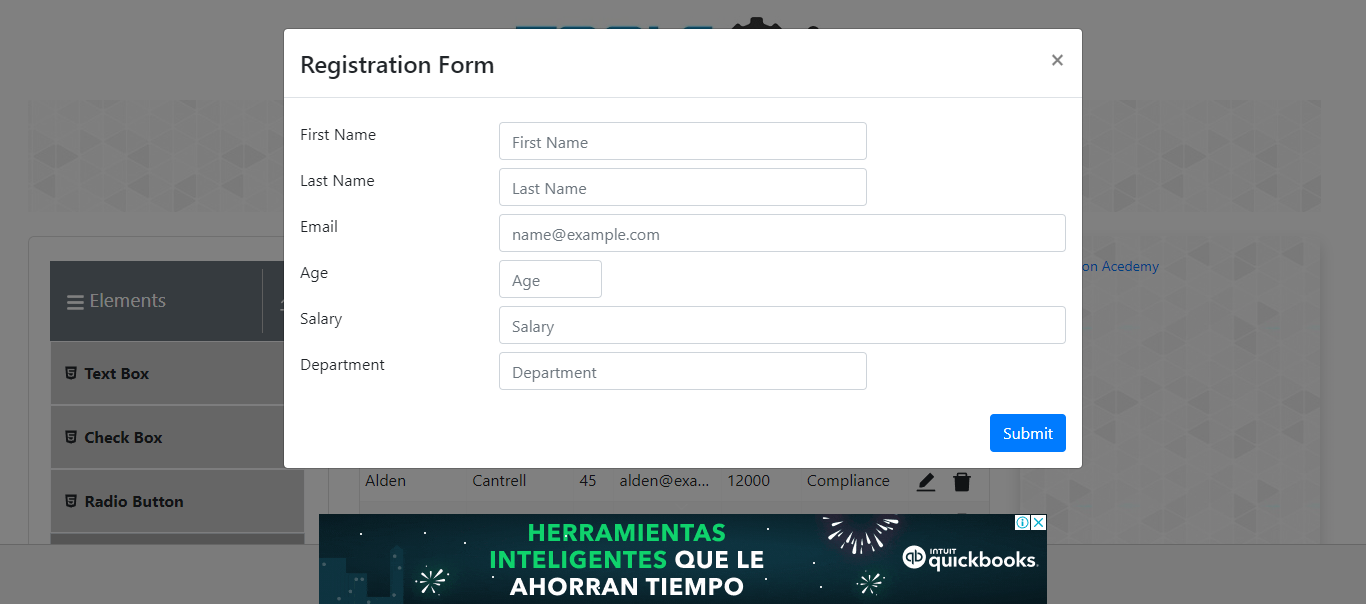 Registration Form
×
First Name
First Name
Last Name
Last Name
Email
name@example.com
Age
Age
Salary
Salary
Department
Department
Submit
on Acedemy
Elements
Text Box
Check Box
Radio Button
Alden Cantrell 45 alden@exa... 12000 Compliance
HERRAMIENTAS
INTELIGENTES QUE LE
AHORRAN TIEMPO
qb INTUIT
quickbooks.